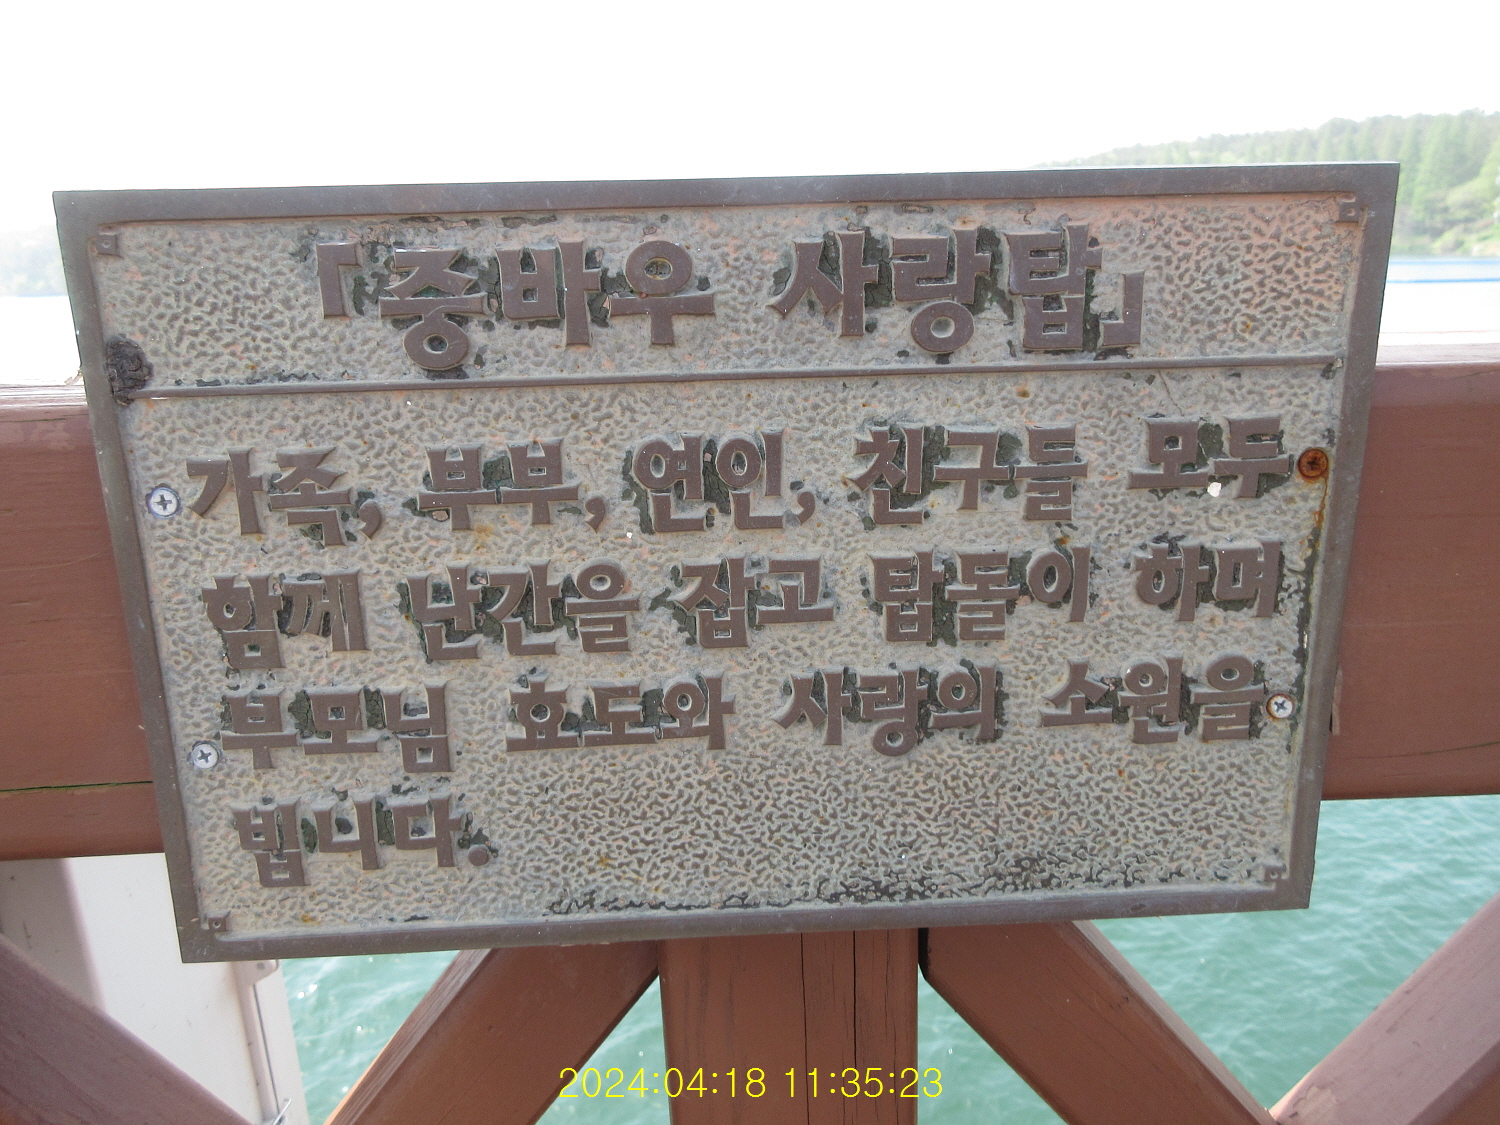 「중바우 사랑탑」
가족, 부부, 연인, 친구들 모두
함께 난간을 잡고 탑돌이 하며
부모님 효도와 사랑의 소원을
빕니다.
2024:04:18 11:35:23